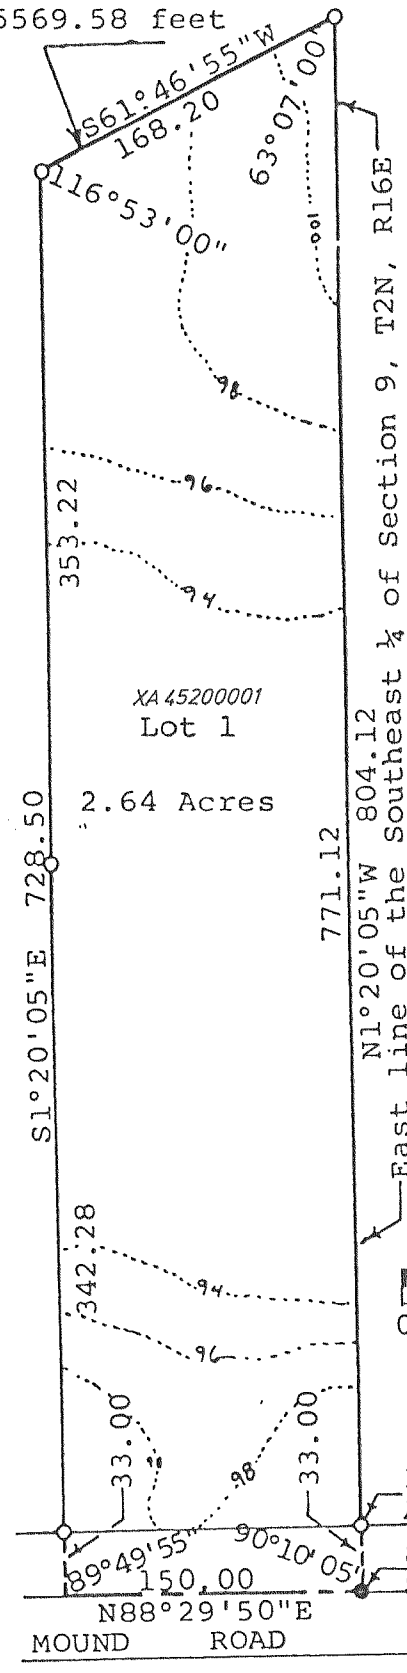 5569.58 feet
S61°46'55"W
168.20
63°07'00"
116°53'00"
100
98
96
94
353.22
XA 45200001
Lot 1
2.64 Acres
728.50
S1°20'05"E
771.12
N1°20'05"W 804.12
East line of the Southeast ¼ of Section 9, T2N, R16E
342.28
94
96
98
33.00
33.00
89°49'55"
90°10'05"
150.00
N88°29'50"E
MOUND ROAD